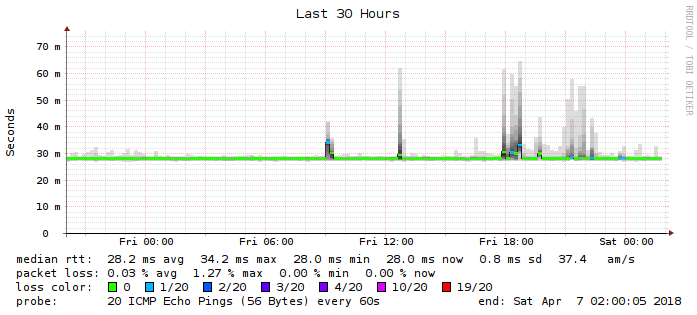 Last 30 Hours
RRDTOOL / TOBI OETIKER
Seconds
70 m
60 m
50 m
40 m
30 m
20 m
10 m
0
Fri 00:00 Fri 06:00 Fri 12:00 Fri 18:00 Sat 00:00
median rtt: 28.2 ms avg 34.2 ms max 28.0 ms min 28.0 ms now 0.8 ms sd 37.4 am/s
packet loss: 0.03 % avg 1.27 % max 0.00 % min 0.00 % now
loss color: 0 1/20 2/20 3/20 4/20 10/20 19/20
probe: 20 ICMP Echo Pings (56 Bytes) every 60s end: Sat Apr 7 02:00:05 2018